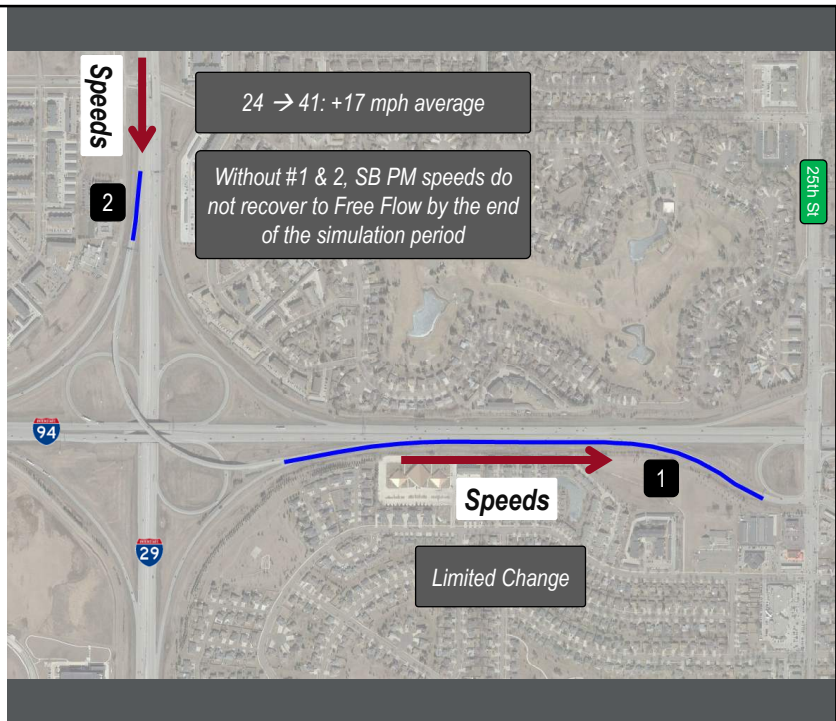 Speeds
24 → 41: +17 mph average
Without #1 & 2, SB PM speeds do
not recover to Free Flow by the end
of the simulation period
2
25th St
94
1
Speeds
29
Limited Change